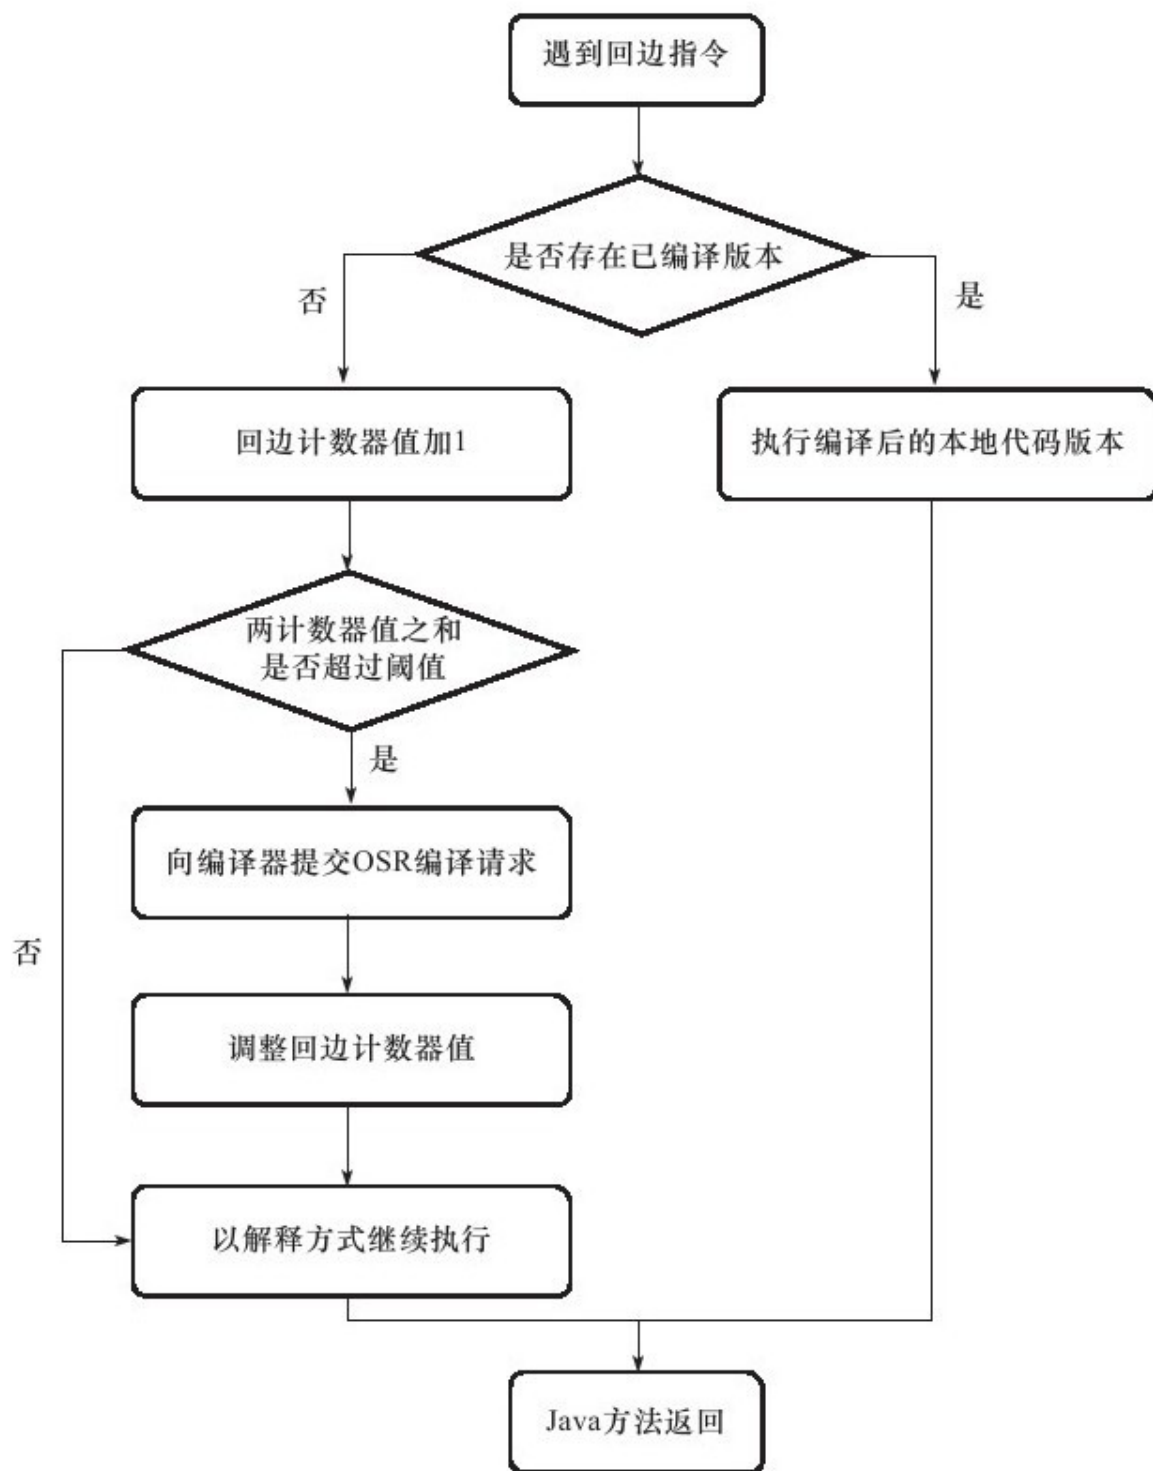 遇到回边指令
是否存在已编译版本
否
是
回边计数器值加1
执行编译后的本地代码版本
两计数器值之和
是否超过阈值
是
向编译器提交OSR编译请求
否
调整回边计数器值
以解释方式继续执行
Java方法返回